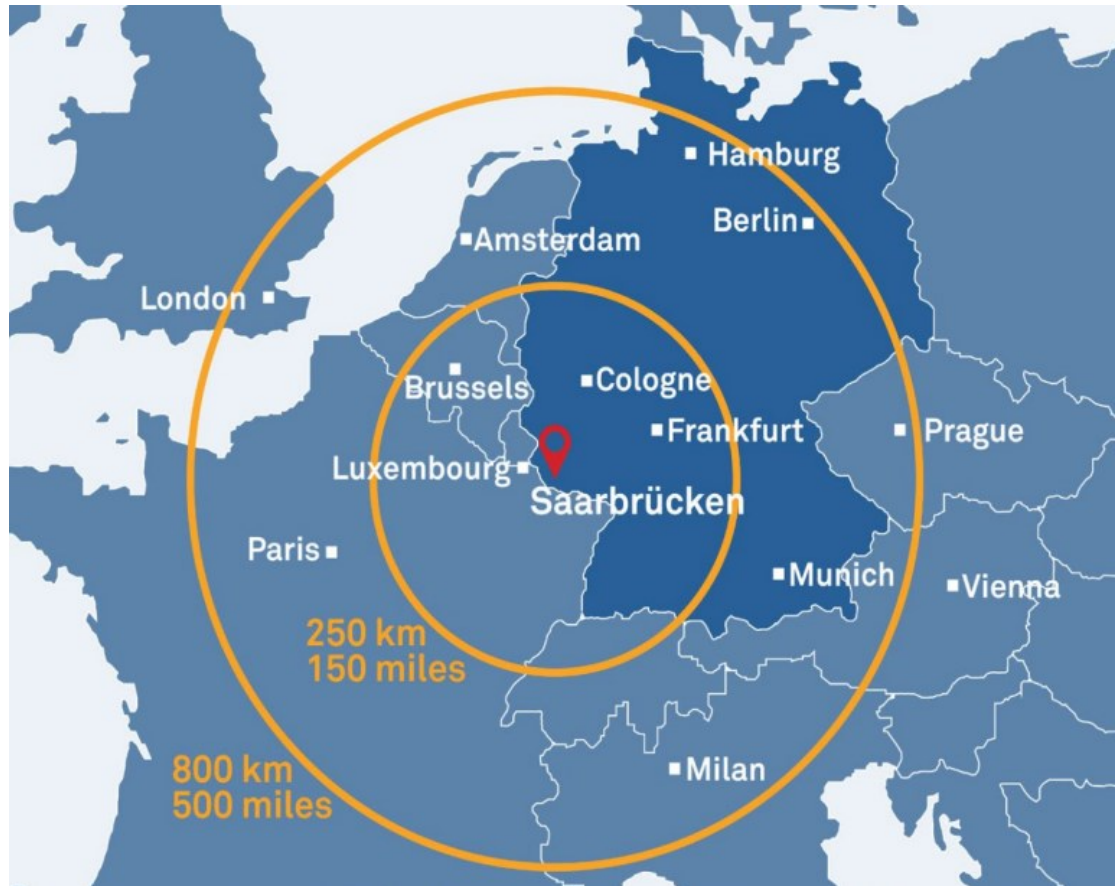 Hamburg
Berlin
Amsterdam
London
Cologne
Brussels
Frankfurt
Prague
Luxembourg
Saarbrücken
Paris
Munich
Vienna
250 km
150 miles
Milan
800 km
500 miles